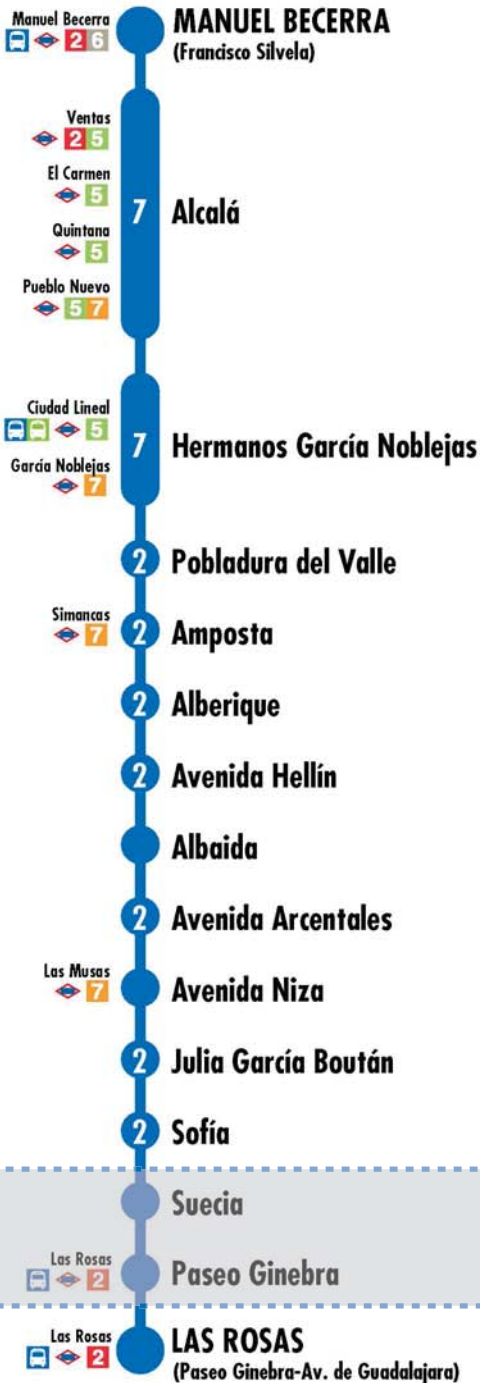 Manuel Becerra
2 6
MANUEL BECERRA
(Francisco Silvela)
Ventas
2 5
El Carmen
5
Quintana
5
Pueblo Nuevo
5 7
7
Alcalá
Ciudad Lineal
5
García Noblejas
7
7
Hermanos García Noblejas
2
Pobladura del Valle
Simancas
7
2
Amposta
2
Alberique
2
Avenida Hellín
Albaida
2
Avenida Arcentales
Las Musas
7
Avenida Niza
2
Julia García Boután
2
Sofía
Suecia
Las Rosas
2
Paseo Ginebra
Las Rosas
2
LAS ROSAS
(Paseo Ginebra-Av. de Guadalajara)